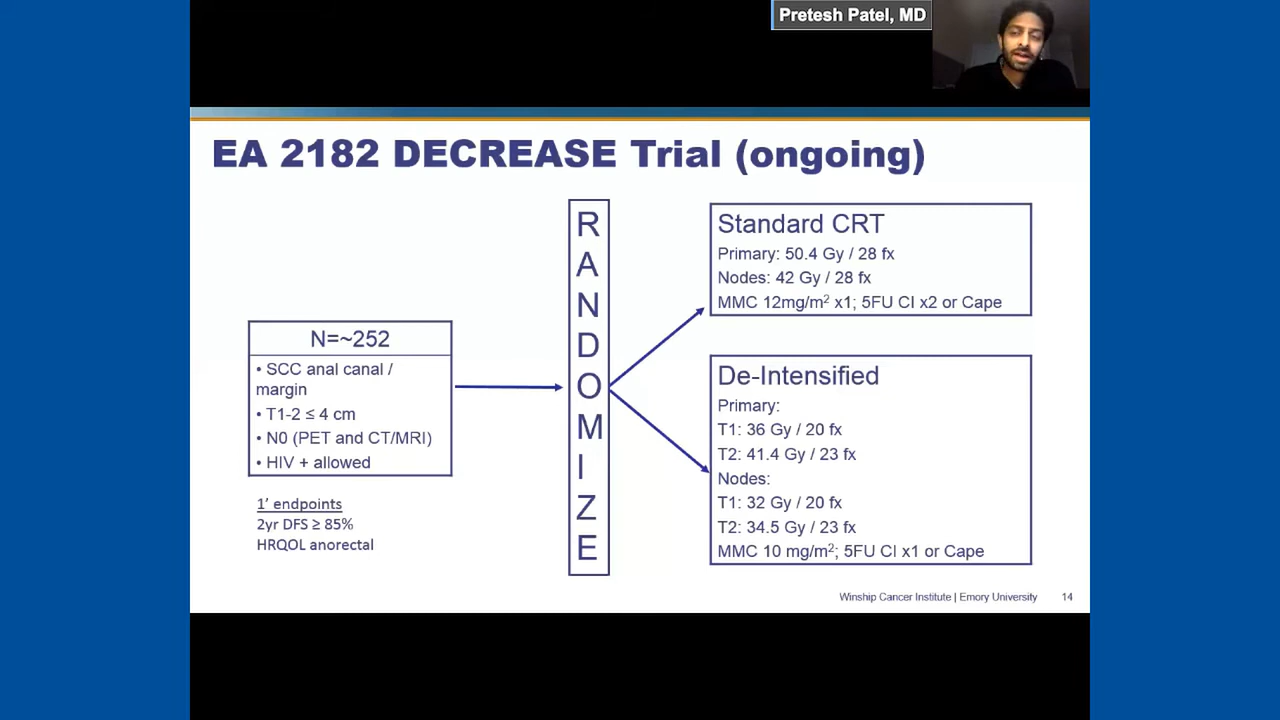 Pretesh Patel, MD
EA 2182 DECREASE Trial (ongoing)
N=~252
• SCC anal canal /
margin
• T1-2 ≤ 4 cm
• N0 (PET and CT/MRI)
• HIV + allowed
1’ endpoints
2yr DFS ≥ 85%
HRQOL anorectal
R
A
N
D
O
M
I
Z
E
Standard CRT
Primary: 50.4 Gy / 28 fx
Nodes: 42 Gy / 28 fx
MMC 12mg/m² x1; 5FU CI x2 or Cape
De-Intensified
Primary:
T1: 36 Gy / 20 fx
T2: 41.4 Gy / 23 fx
Nodes:
T1: 32 Gy / 20 fx
T2: 34.5 Gy / 23 fx
MMC 10 mg/m²; 5FU CI x1 or Cape
Winship Cancer Institute | Emory University 14